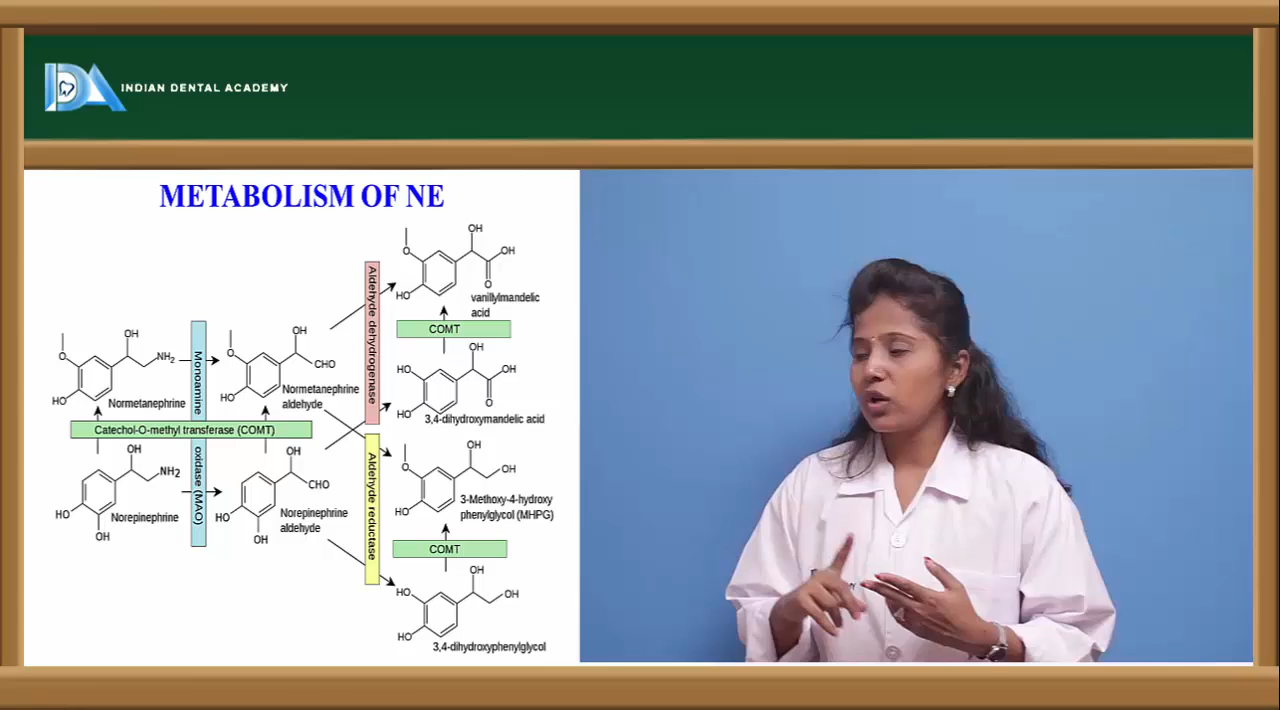 IDA INDIAN DENTAL ACADEMY
METABOLISM OF NE
OH
O
OH
HO
O
vanillylmandelic
acid
Aldehyde dehydrogenase
COMT
OH
O
NH2
HO
Normetanephrine
Monoamine
OH
O
CHO
HO
Normetanephrine
aldehyde
OH
HO
OH
HO
O
3,4-dihydroxymandelic acid
Catechol-O-methyl transferase (COMT)
OH
NH2
HO
OH
Norepinephrine
oxidase (MAO)
OH
CHO
HO
OH
Norepinephrine
aldehyde
Aldehyde reductase
OH
O
OH
HO
3-Methoxy-4-hydroxy
phenylglycol (MHPG)
COMT
OH
HO
OH
HO
3,4-dihydroxyphenylglycol